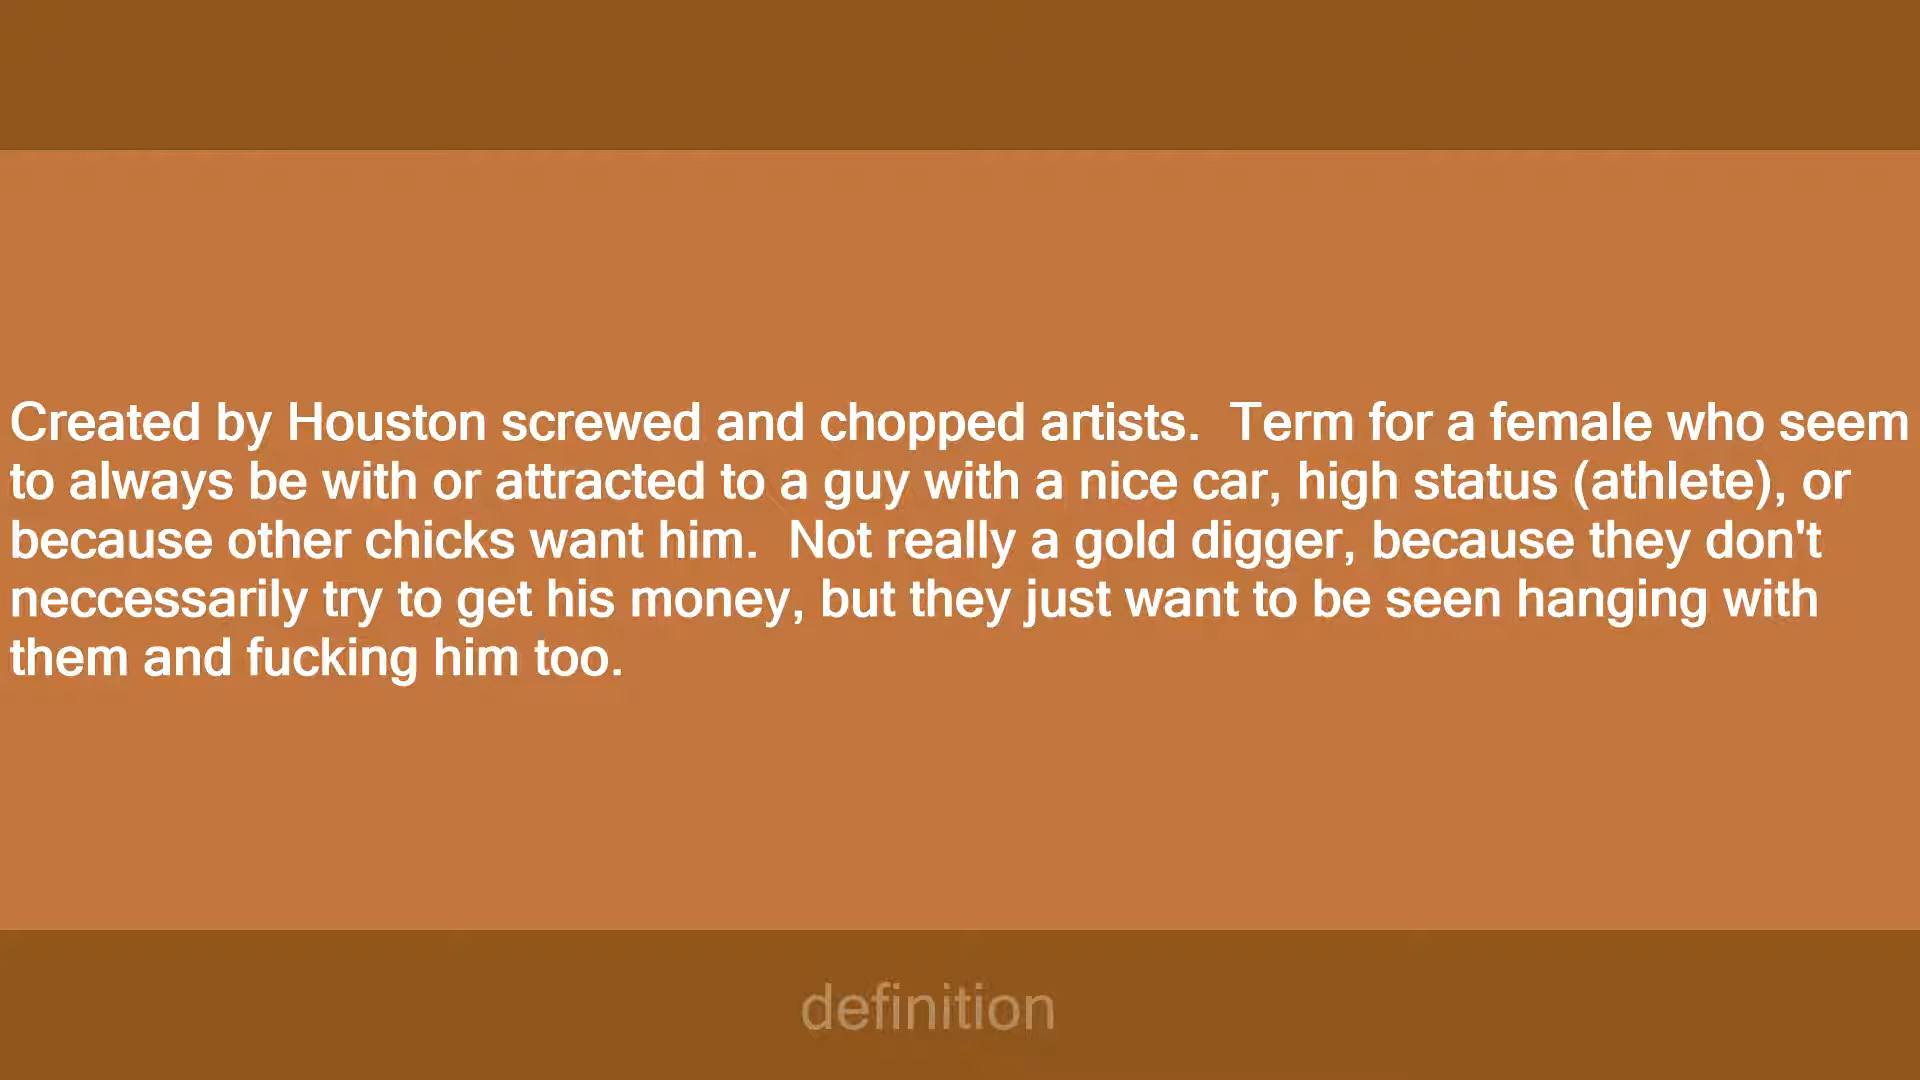 Created by Houston screwed and chopped artists.  Term for a female who seem
to always be with or attracted to a guy with a nice car, high status (athlete), or
because other chicks want him.  Not really a gold digger, because they don't
neccessarily try to get his money, but they just want to be seen hanging with
them and fucking him too.
definition